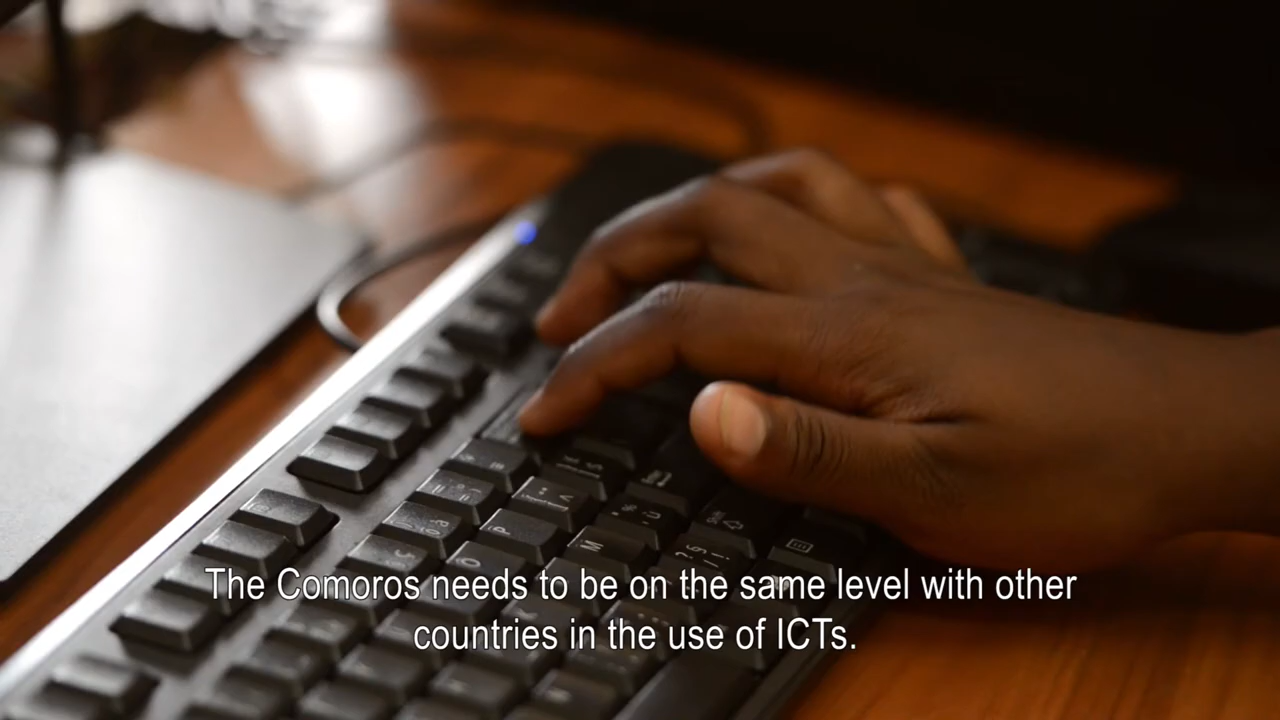 P
M
The Comoros needs to be on the same level with other
countries in the use of ICTs.